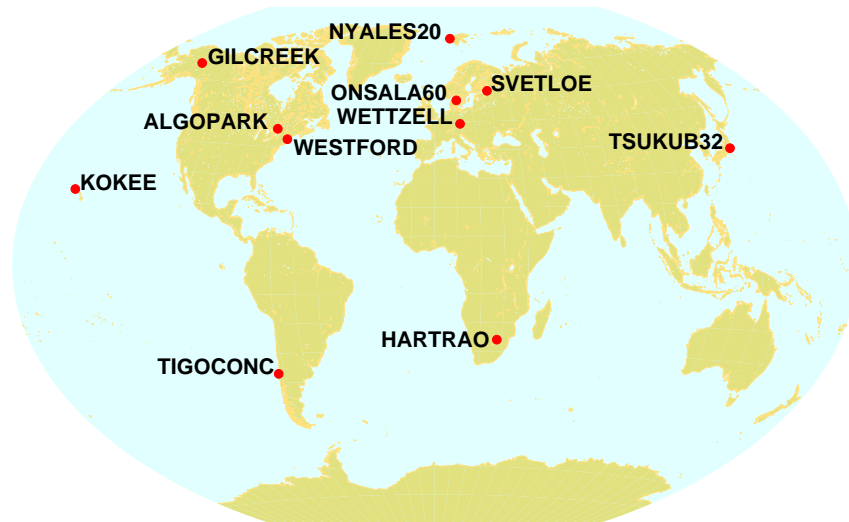 NYALES20
GILCREEK
SVETLOE
ONSALA60
WETTZELL
ALGOPARK
WESTFORD
TSUKUB32
KOKEE
HARTRAO
TIGOCONC